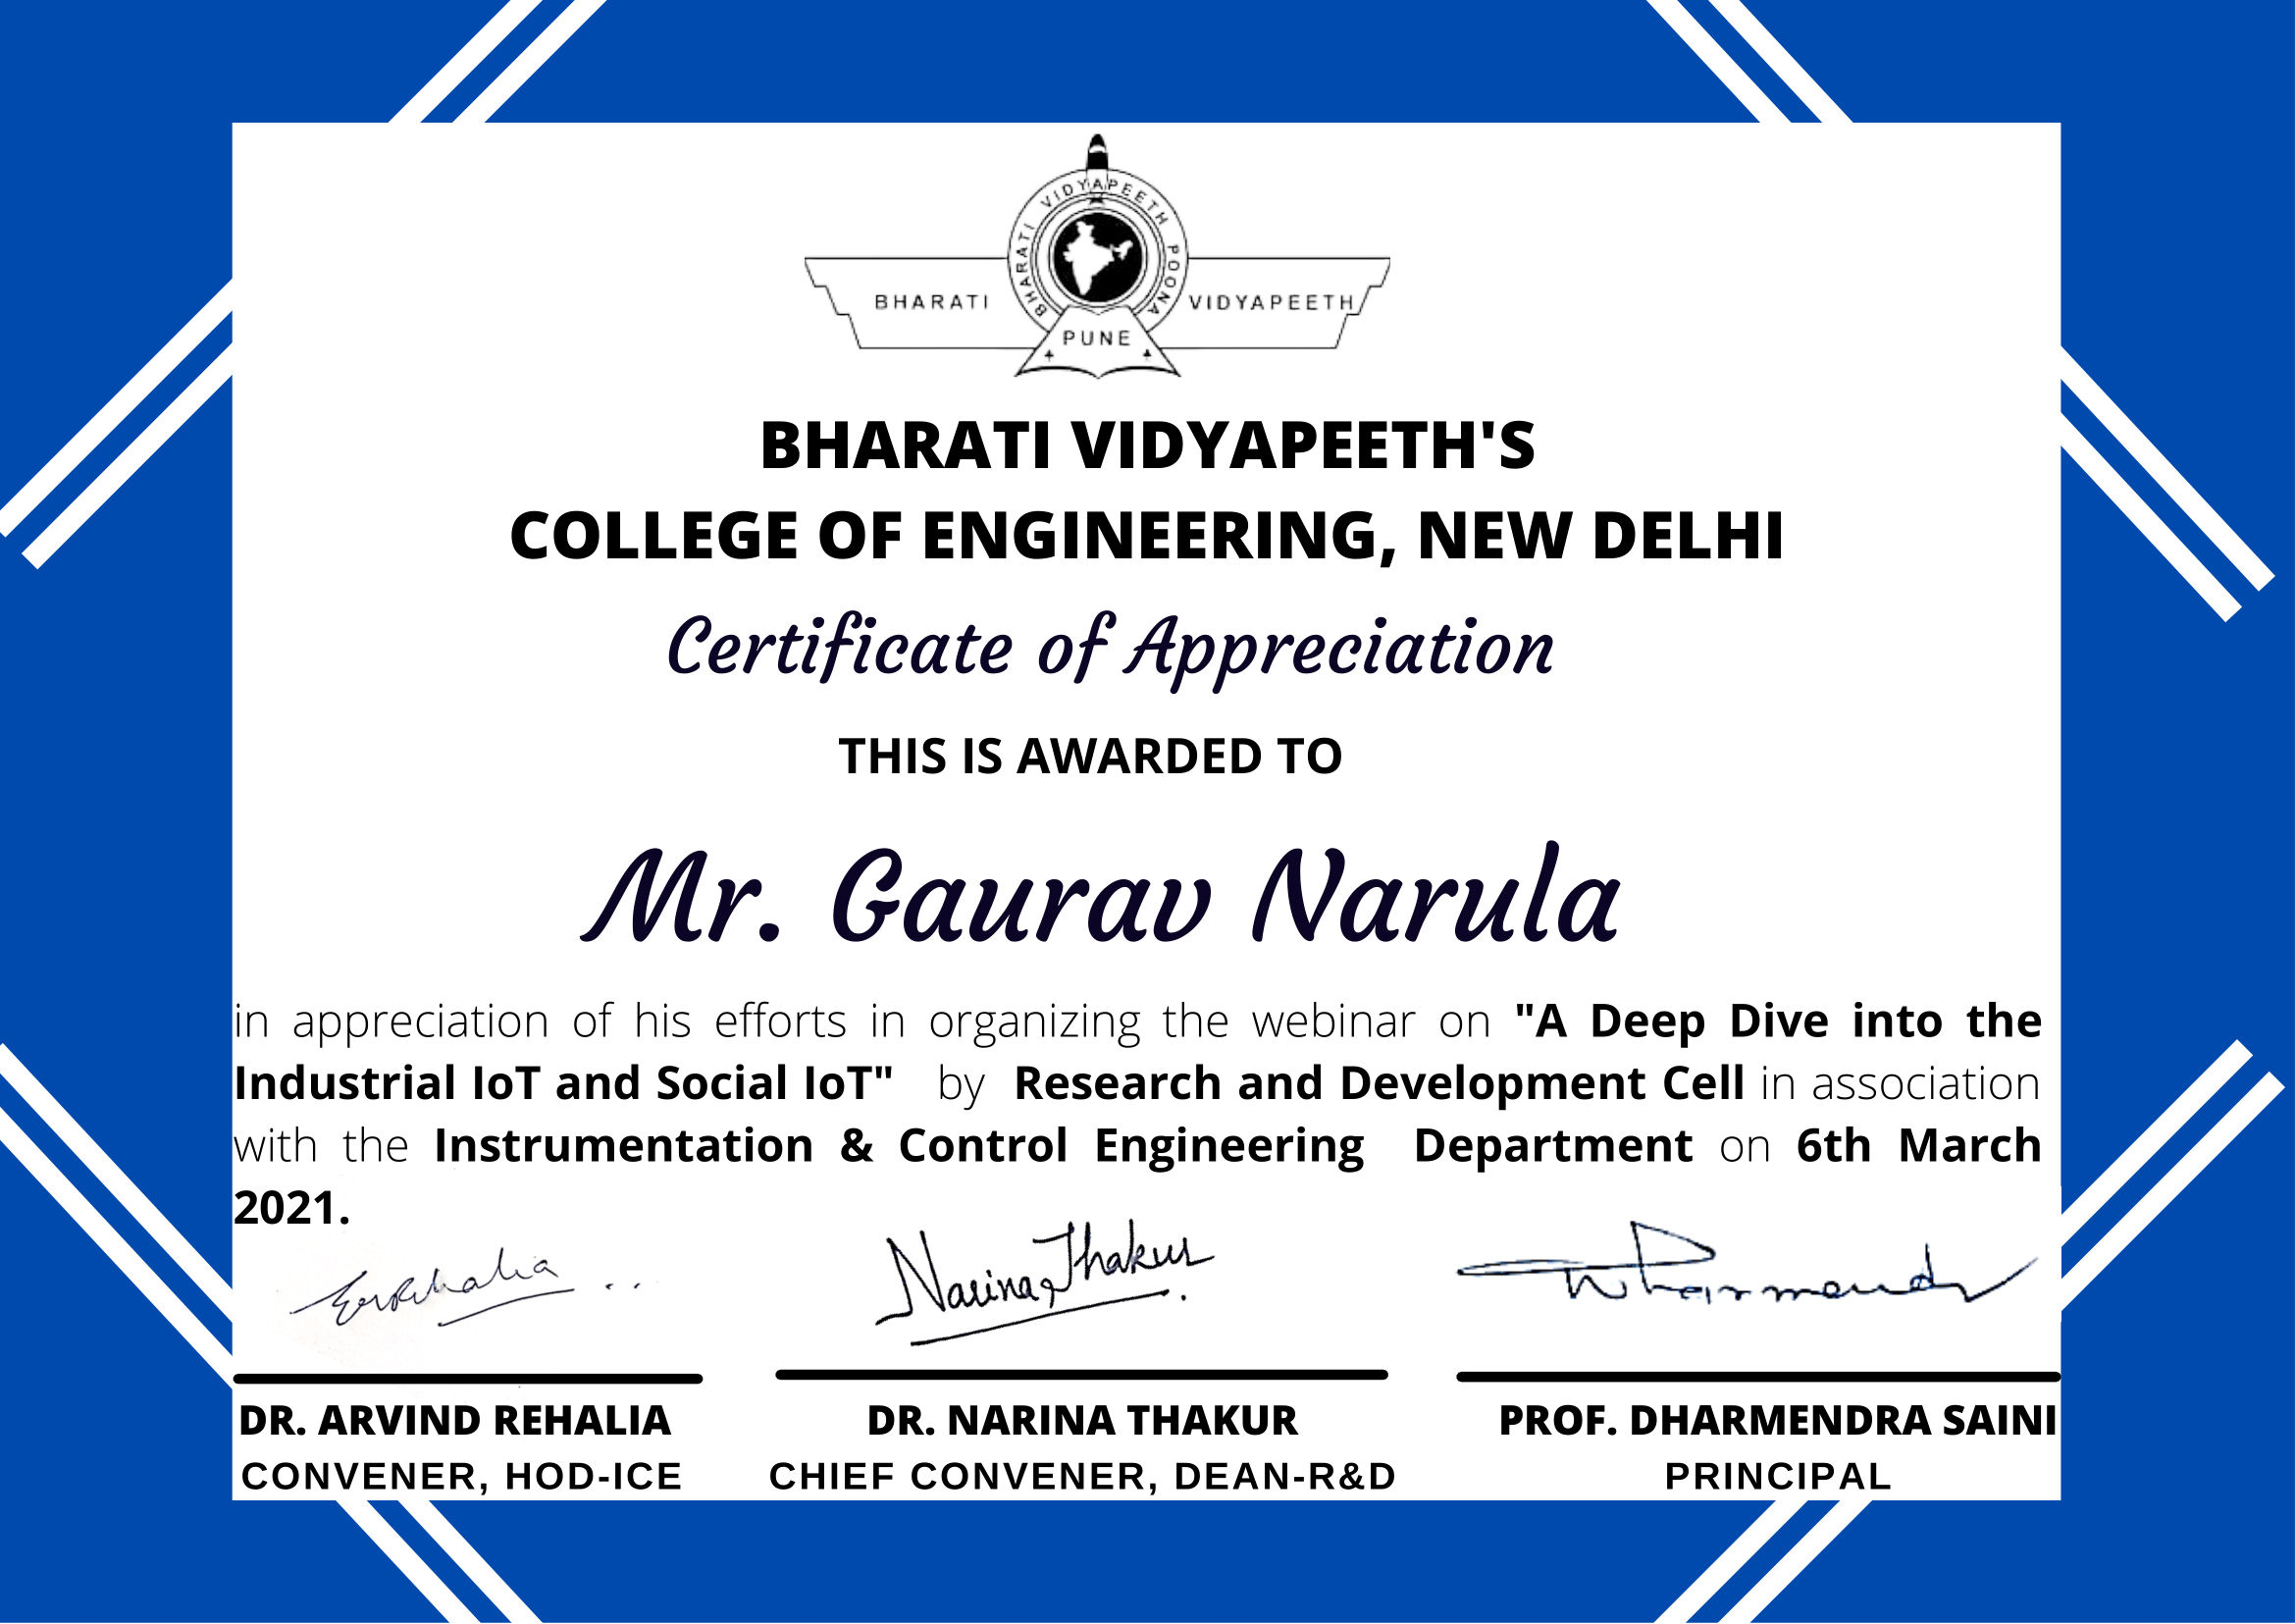 BHARATI VIDYAPEETH POONA
BHARATI VIDYAPEETH
PUNE
BHARATI VIDYAPEETH'S
COLLEGE OF ENGINEERING, NEW DELHI
Certificate of Appreciation
THIS IS AWARDED TO
Mr. Gaurav Narula
in appreciation of his efforts in organizing the webinar on "A Deep Dive into the
Industrial IoT and Social IoT" by Research and Development Cell in association
with the Instrumentation & Control Engineering Department on 6th March
2021.
Narina Thakur
DR. ARVIND REHALIA DR. NARINA THAKUR PROF. DHARMENDRA SAINI
CONVENER, HOD-ICE CHIEF CONVENER, DEAN-R&D PRINCIPAL